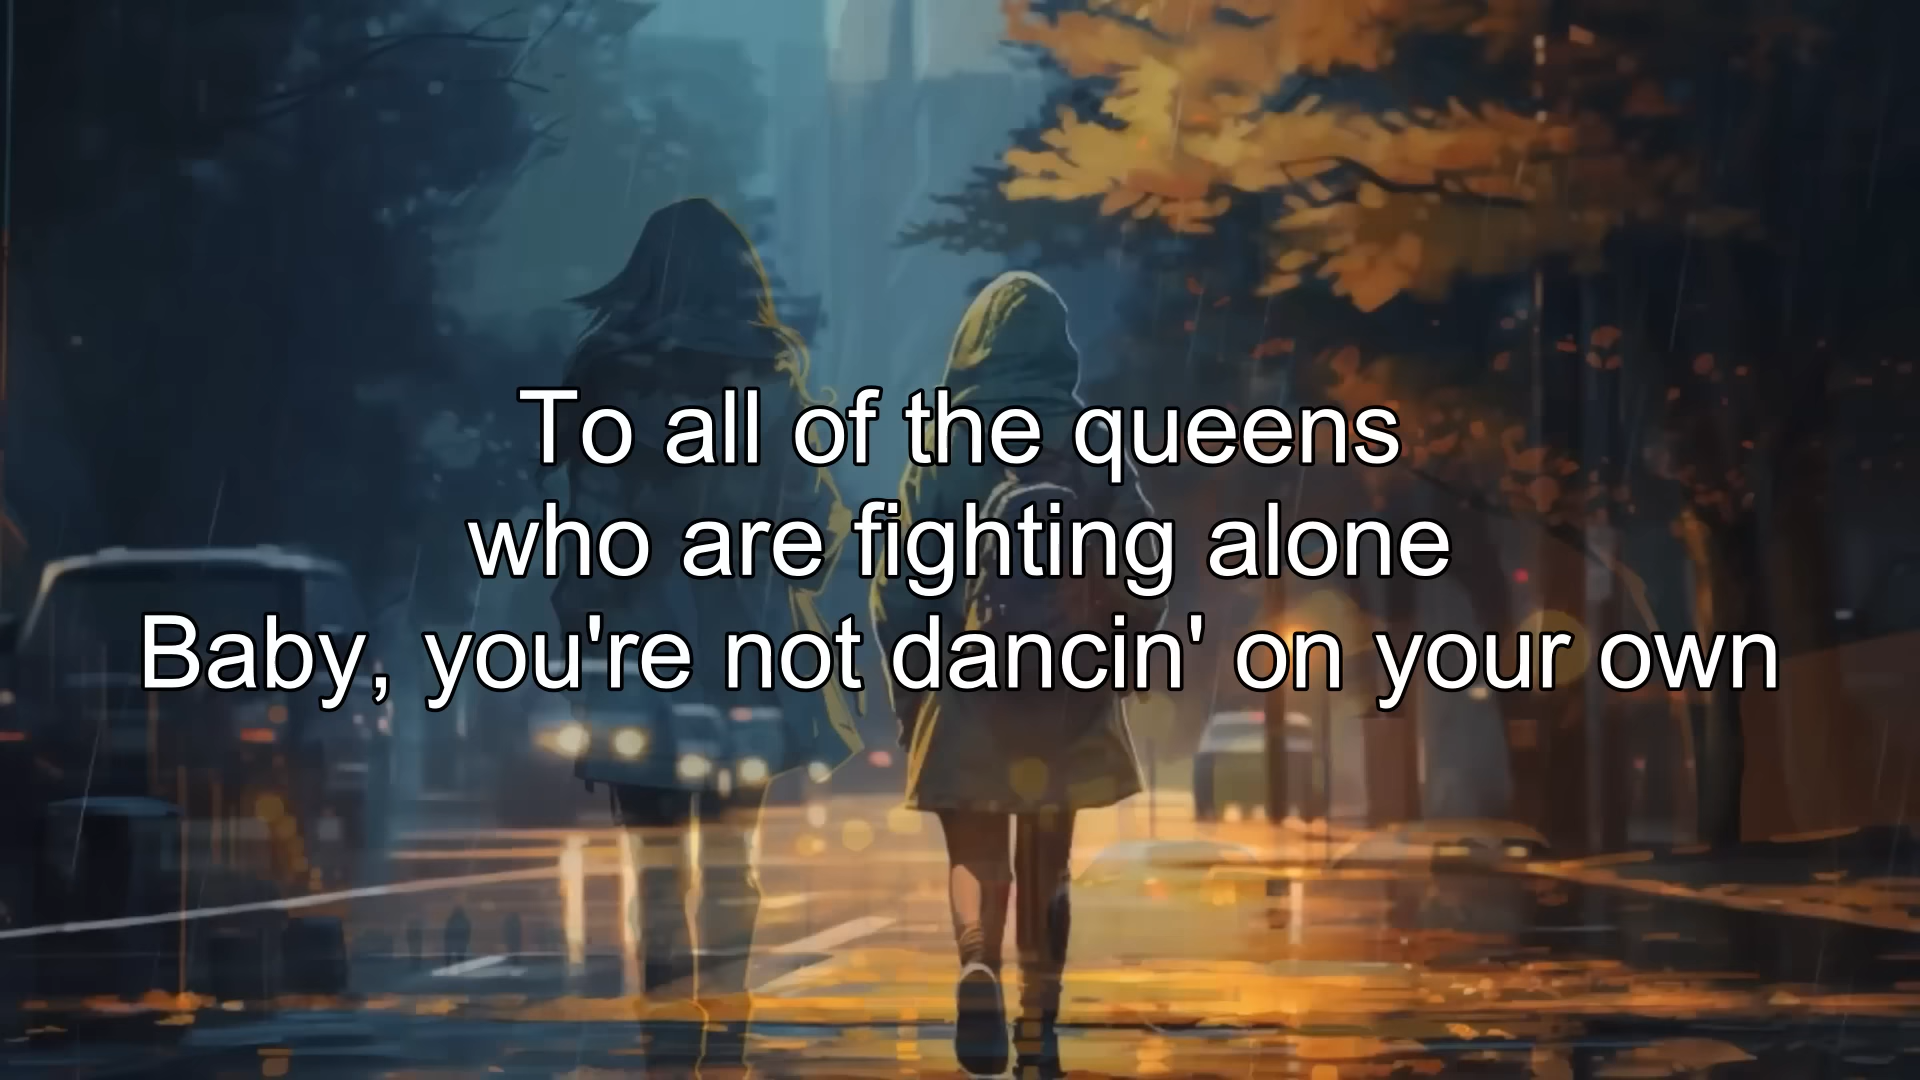 To all of the queens
who are fighting alone
Baby, you're not dancin' on your own